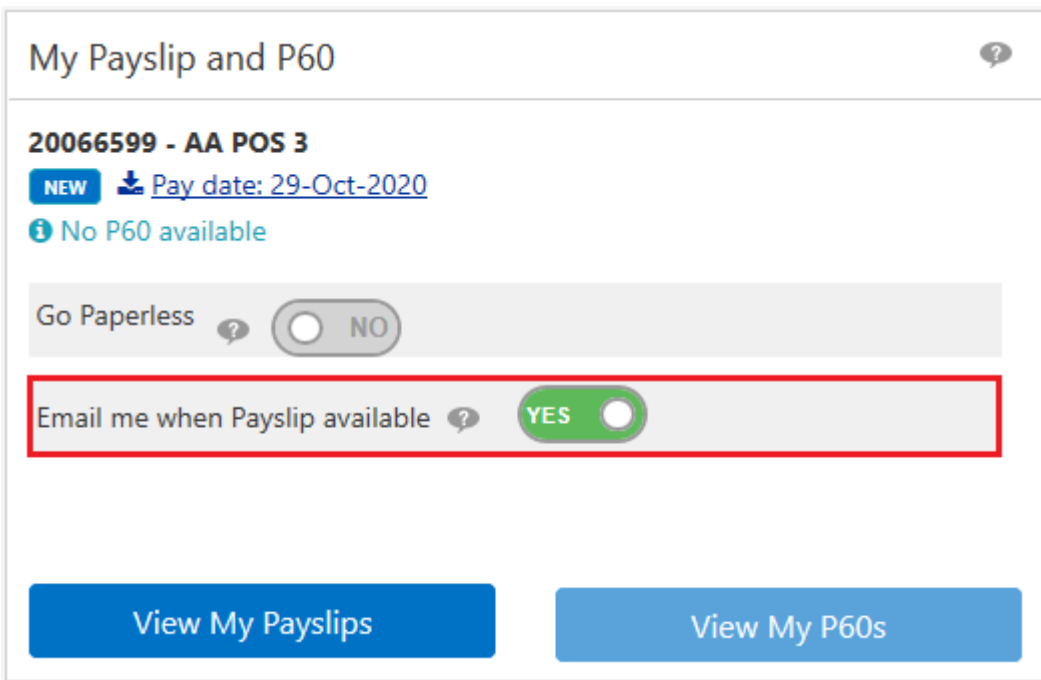 My Payslip and P60
20066599 - AA POS 3
NEW Pay date: 29-Oct-2020
No P60 available
Go Paperless ? NO
Email me when Payslip available ? YES
View My Payslips View My P60s